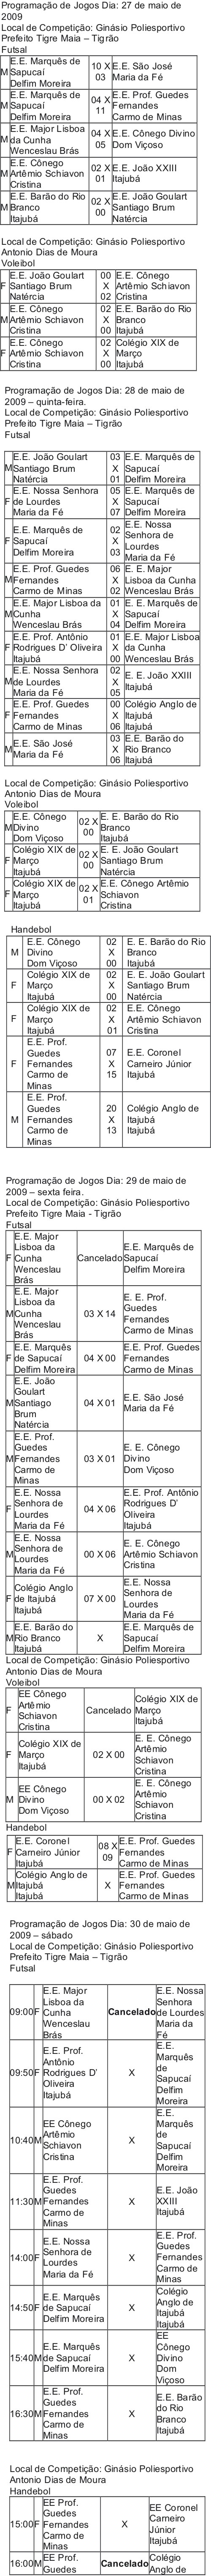 Programação de Jogos Dia: 27 de maio de
2009
Local de Competição: Ginásio Poliesportivo
Prefeito Tigre Maia – Tigrão
Futsal
M E.E. Marquês de Sapucaí Delfim Moreira 10 X 03 E.E. São José Maria da Fé
M E.E. Marquês de Sapucaí Delfim Moreira 04 X 11 E.E. Prof. Guedes Fernandes Carmo de Minas
M E.E. Major Lisboa da Cunha Wenceslau Brás 04 X 05 E.E. Cônego Divino Dom Viçoso
M E.E. Cônego Artêmio Schiavon Cristina 02 X 01 E.E. João XXIII Itajubá
M E.E. Barão do Rio Branco Itajubá 02 X 00 E.E. João Goulart Santiago Brum Natércia
Local de Competição: Ginásio Poliesportivo
Antonio Dias de Moura
Voleibol
F E.E. João Goulart Santiago Brum Natércia 00 X 02 E.E. Cônego Artêmio Schiavon Cristina
M E.E. Cônego Artêmio Schiavon Cristina 02 X 00 E.E. Barão do Rio Branco Itajubá
F E.E. Cônego Artêmio Schiavon Cristina 02 X 00 Colégio XIX de Março Itajubá
Programação de Jogos Dia: 28 de maio de
2009 – quinta-feira.
Local de Competição: Ginásio Poliesportivo
Prefeito Tigre Maia – Tigrão
Futsal
M E.E. João Goulart Santiago Brum Natércia 03 X 01 E.E. Marquês de Sapucaí Delfim Moreira
F E.E. Nossa Senhora de Lourdes Maria da Fé 05 X 07 E.E. Marquês de Sapucaí Delfim Moreira
F E.E. Marquês de Sapucaí Delfim Moreira 02 X 03 E.E. Nossa Senhora de Lourdes Maria da Fé
M E.E. Prof. Guedes Fernandes Carmo de Minas 06 X 02 E. E. Major Lisboa da Cunha Wenceslau Brás
M E.E. Major Lisboa da Cunha Wenceslau Brás 01 X 04 E. E. Marquês de Sapucaí Delfim Moreira
F E.E. Prof. Antônio Rodrigues D' Oliveira Itajubá 01 X 00 E.E. Major Lisboa da Cunha Wenceslau Brás
M E.E. Nossa Senhora de Lourdes Maria da Fé 02 X 05 E. E. João XXIII Itajubá
F E.E. Prof. Guedes Fernandes Carmo de Minas 00 X 06 Colégio Anglo de Itajubá Itajubá
M E.E. São José Maria da Fé 03 X 06 E.E. Barão do Rio Branco Itajubá
Local de Competição: Ginásio Poliesportivo
Antonio Dias de Moura
Voleibol
M E.E. Cônego Divino Dom Viçoso 02 X 00 E. E. Barão do Rio Branco Itajubá
F Colégio XIX de Março Itajubá 02 X 00 E. E. João Goulart Santiago Brum Natércia
F Colégio XIX de Março Itajubá 02 X 01 E.E. Cônego Artêmio Schiavon Cristina
Handebol
M E.E. Cônego Divino Dom Viçoso 02 X 00 E. E. Barão do Rio Branco Itajubá
F Colégio XIX de Março Itajubá 02 X 00 E. E. João Goulart Santiago Brum Natércia
F Colégio XIX de Março Itajubá 02 X 01 E.E. Cônego Artêmio Schiavon Cristina
F E.E. Prof. Guedes Fernandes Carmo de Minas 07 X 15 E.E. Coronel Carneiro Júnior Itajubá
M E.E. Prof. Guedes Fernandes Carmo de Minas 20 X 13 Colégio Anglo de Itajubá Itajubá
Programação de Jogos Dia: 29 de maio de
2009 – sexta feira.
Local de Competição: Ginásio Poliesportivo
Prefeito Tigre Maia - Tigrão
Futsal
F E.E. Major Lisboa da Cunha Wenceslau Brás Cancelado E.E. Marquês de Sapucaí Delfim Moreira
M E.E. Major Lisboa da Cunha Wenceslau Brás 03 X 14 E. E. Prof. Guedes Fernandes Carmo de Minas
F E.E. Marquês de Sapucaí Delfim Moreira 04 X 00 E.E. Prof. Guedes Fernandes Carmo de Minas
M E.E. João Goulart Santiago Brum Natércia 04 X 01 E.E. São José Maria da Fé
M E.E. Prof. Guedes Fernandes Carmo de Minas 03 X 01 E. E. Cônego Divino Dom Viçoso
F E.E. Nossa Senhora de Lourdes Maria da Fé 04 X 06 E.E. Prof. Antônio Rodrigues D' Oliveira Itajubá
M E.E. Nossa Senhora de Lourdes Maria da Fé 00 X 06 E. E. Cônego Artêmio Schiavon Cristina
F Colégio Anglo de Itajubá Itajubá 07 X 00 E.E. Nossa Senhora de Lourdes Maria da Fé
M E.E. Barão do Rio Branco Itajubá X E.E. Marquês de Sapucaí Delfim Moreira
Local de Competição: Ginásio Poliesportivo
Antonio Dias de Moura
Voleibol
F EE Cônego Artêmio Schiavon Cristina Cancelado Colégio XIX de Março Itajubá
F Colégio XIX de Março Itajubá 02 X 00 E. E. Cônego Artêmio Schiavon Cristina
M EE Cônego Divino Dom Viçoso 00 X 02 E. E. Cônego Artêmio Schiavon Cristina
Handebol
F E.E. Coronel Carneiro Júnior Itajubá 08 X 09 E.E. Prof. Guedes Fernandes Carmo de Minas
M Colégio Anglo de Itajubá Itajubá X E.E. Prof. Guedes Fernandes Carmo de Minas
Programação de Jogos Dia: 30 de maio de
2009 – sábado
Local de Competição: Ginásio Poliesportivo
Prefeito Tigre Maia – Tigrão
Futsal
09:00 F E.E. Major Lisboa da Cunha Wenceslau Brás Cancelado E.E. Nossa Senhora de Lourdes Maria da Fé
09:50 F E.E. Prof. Antônio Rodrigues D' Oliveira Itajubá X E.E. Marquês de Sapucaí Delfim Moreira
10:40 M EE Cônego Artêmio Schiavon Cristina X E.E. Marquês de Sapucaí Delfim Moreira
11:30 M E.E. Prof. Guedes Fernandes Carmo de Minas X E.E. João XXIII Itajubá
14:00 F E.E. Nossa Senhora de Lourdes Maria da Fé X E.E. Prof. Guedes Fernandes Carmo de Minas
14:50 F E.E. Marquês de Sapucaí Delfim Moreira X Colégio Anglo de Itajubá Itajubá
15:40 M E.E. Marquês de Sapucaí Delfim Moreira X EE Cônego Divino Dom Viçoso
16:30 M E.E. Prof. Guedes Fernandes Carmo de Minas X E.E. Barão do Rio Branco Itajubá
Local de Competição: Ginásio Poliesportivo
Antonio Dias de Moura
Handebol
15:00 F EE Prof. Guedes Fernandes Carmo de Minas X EE Coronel Carneiro Júnior Itajubá
16:00 M EE Prof. Guedes Cancelado Colégio Anglo de